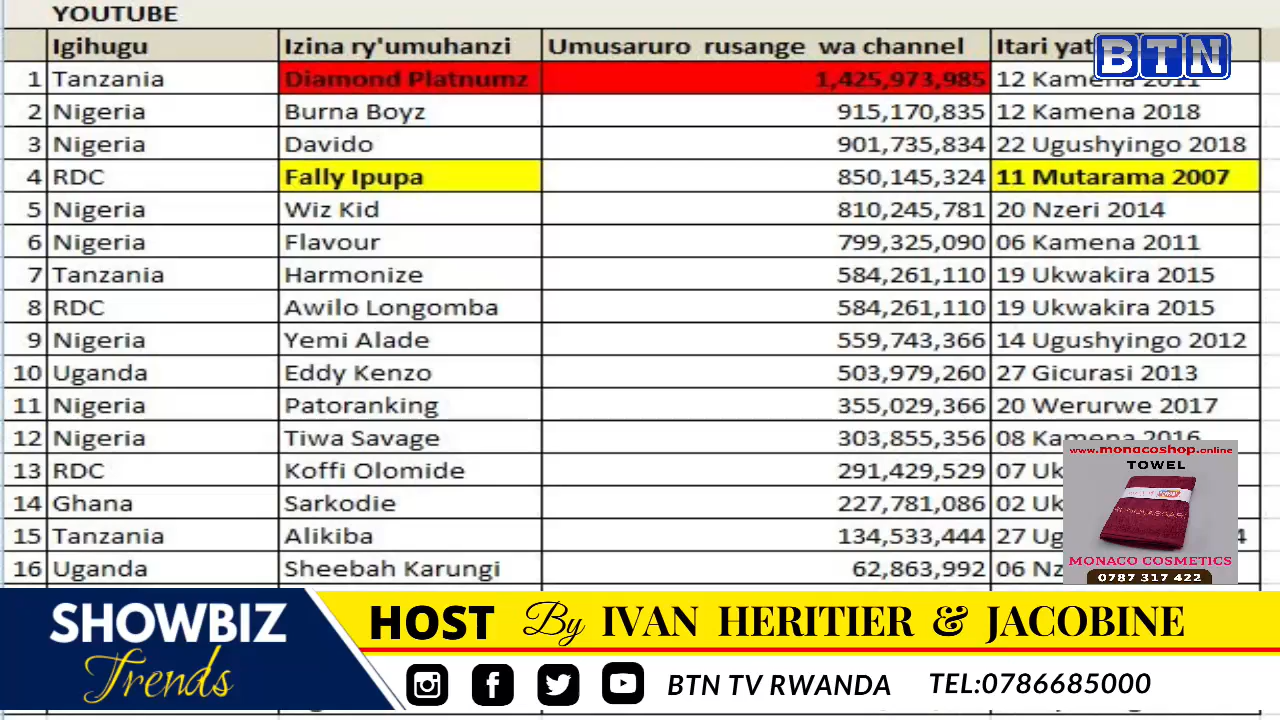 YOUTUBE
Igihugu Izina ry'umuhanzi Umusaruro rusange wa channel Itari
BTN
1 Tanzania Diamond Platnumz 1,425,973,985 12 Kamena 2011
2 Nigeria Burna Boyz 915,170,835 12 Kamena 2018
3 Nigeria Davido 901,735,834 22 Ugushyingo 2018
4 RDC Fally Ipupa 850,145,324 11 Mutarama 2007
5 Nigeria Wiz Kid 810,245,781 20 Nzeri 2014
6 Nigeria Flavour 799,325,090 06 Kamena 2011
7 Tanzania Harmonize 584,261,110 19 Ukwakira 2015
8 RDC Awilo Longomba 584,261,110 19 Ukwakira 2015
9 Nigeria Yemi Alade 559,743,366 14 Ugushyingo 2012
10 Uganda Eddy Kenzo 503,979,260 27 Gicurasi 2013
11 Nigeria Patoranking 355,029,366 20 Werurwe 2017
12 Nigeria Tiwa Savage 303,855,356 08 Kamena 2016
13 RDC Koffi Olomide 291,429,529 07
14 Ghana Sarkodie 227,781,086 02
15 Tanzania Alikiba 134,533,444 27
16 Uganda Sheebah Karungi 62,863,992 06
www.monacoshop.online
TOWEL
MONACO COSMETICS
0787 317 422
SHOWBIZ Trends
HOST By IVAN HERITIER & JACOBINE
BTN TV RWANDA TEL:0786685000